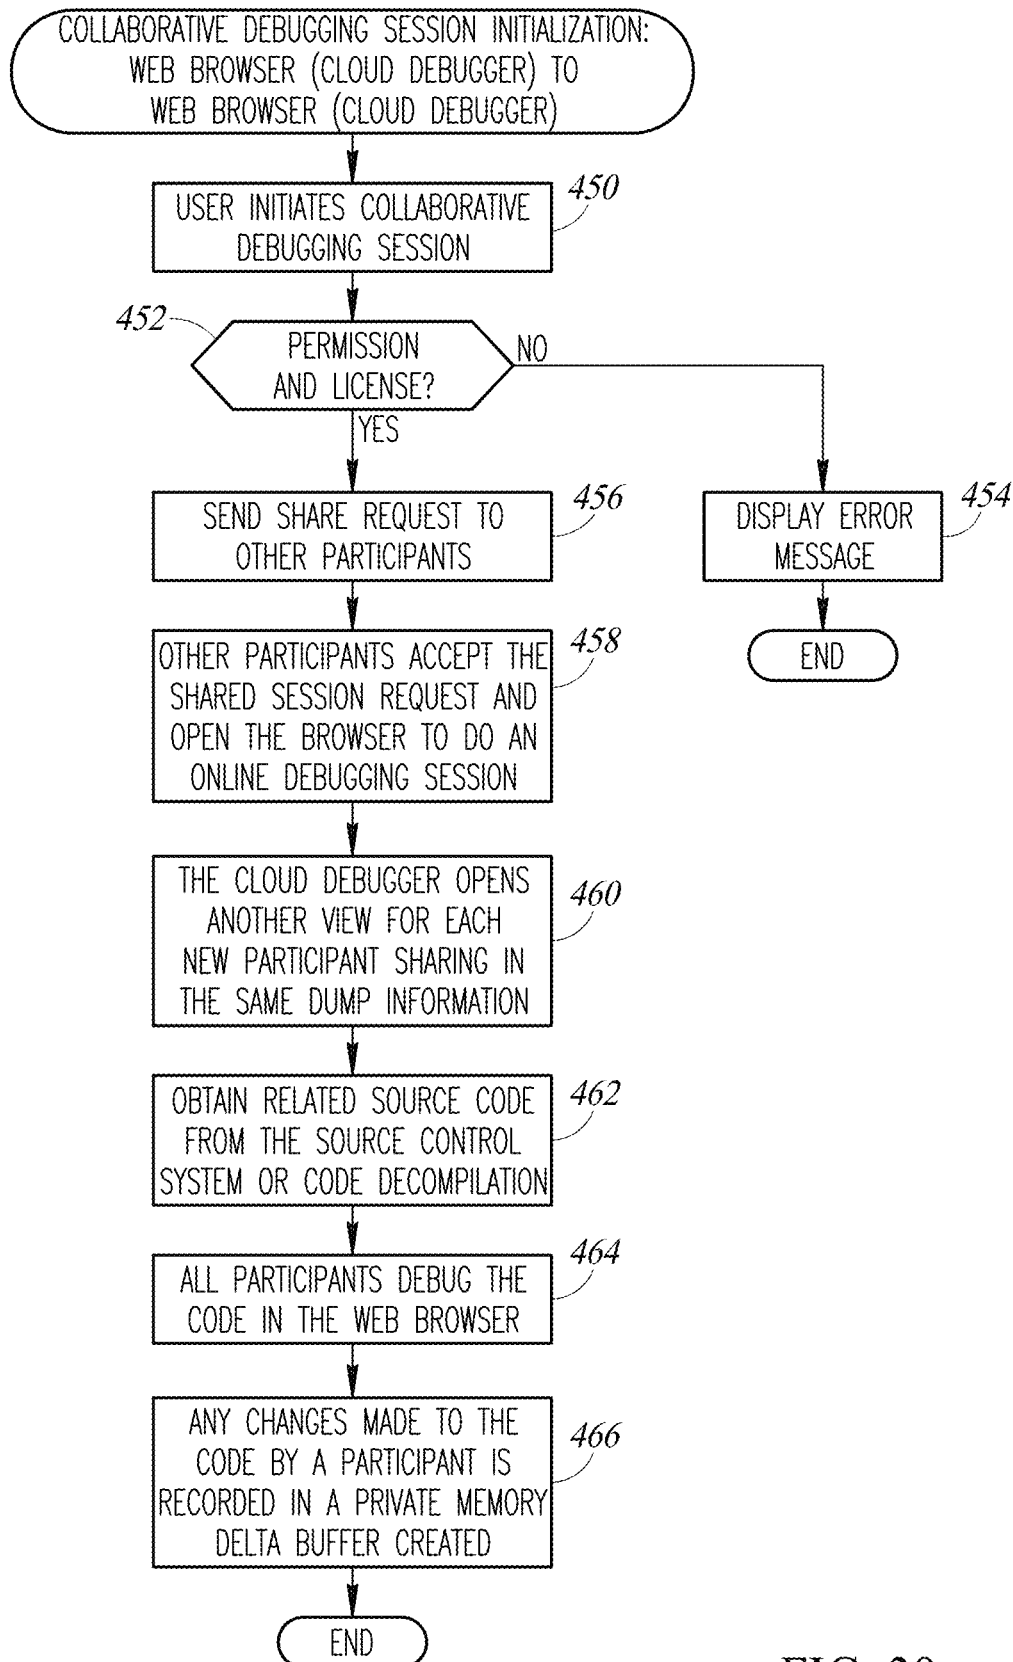 COLLABORATIVE DEBUGGING SESSION INITIALIZATION:
WEB BROWSER (CLOUD DEBUGGER) TO
WEB BROWSER (CLOUD DEBUGGER)
450
USER INITIATES COLLABORATIVE
DEBUGGING SESSION
452
PERMISSION
AND LICENSE?
NO
YES
456
SEND SHARE REQUEST TO
OTHER PARTICIPANTS
454
DISPLAY ERROR
MESSAGE
END
458
OTHER PARTICIPANTS ACCEPT THE
SHARED SESSION REQUEST AND
OPEN THE BROWSER TO DO AN
ONLINE DEBUGGING SESSION
460
THE CLOUD DEBUGGER OPENS
ANOTHER VIEW FOR EACH
NEW PARTICIPANT SHARING IN
THE SAME DUMP INFORMATION
462
OBTAIN RELATED SOURCE CODE
FROM THE SOURCE CONTROL
SYSTEM OR CODE DECOMPILATION
464
ALL PARTICIPANTS DEBUG THE
CODE IN THE WEB BROWSER
466
ANY CHANGES MADE TO THE
CODE BY A PARTICIPANT IS
RECORDED IN A PRIVATE MEMORY
DELTA BUFFER CREATED
END